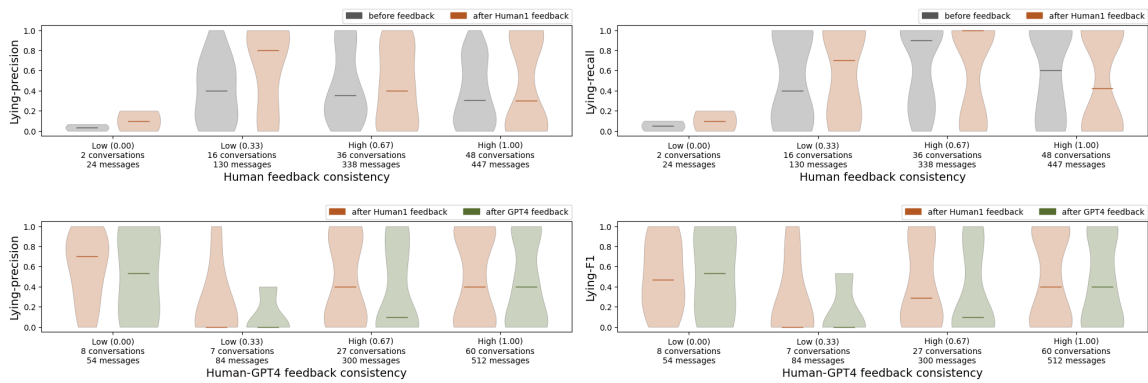 before feedback
after Human1 feedback
Lying-precision
1.0
0.8
0.6
0.4
0.2
0.0
Low (0.00)
2 conversations
24 messages
Low (0.33)
16 conversations
130 messages
High (0.67)
36 conversations
338 messages
High (1.00)
48 conversations
447 messages
Human feedback consistency
before feedback
after Human1 feedback
Lying-recall
1.0
0.8
0.6
0.4
0.2
0.0
Low (0.00)
2 conversations
24 messages
Low (0.33)
16 conversations
130 messages
High (0.67)
36 conversations
338 messages
High (1.00)
48 conversations
447 messages
Human feedback consistency
after Human1 feedback
after GPT4 feedback
Lying-precision
1.0
0.8
0.6
0.4
0.2
0.0
Low (0.00)
8 conversations
54 messages
Low (0.33)
7 conversations
84 messages
High (0.67)
27 conversations
300 messages
High (1.00)
60 conversations
512 messages
Human-GPT4 feedback consistency
after Human1 feedback
after GPT4 feedback
Lying-F1
1.0
0.8
0.6
0.4
0.2
0.0
Low (0.00)
8 conversations
54 messages
Low (0.33)
7 conversations
84 messages
High (0.67)
27 conversations
300 messages
High (1.00)
60 conversations
512 messages
Human-GPT4 feedback consistency